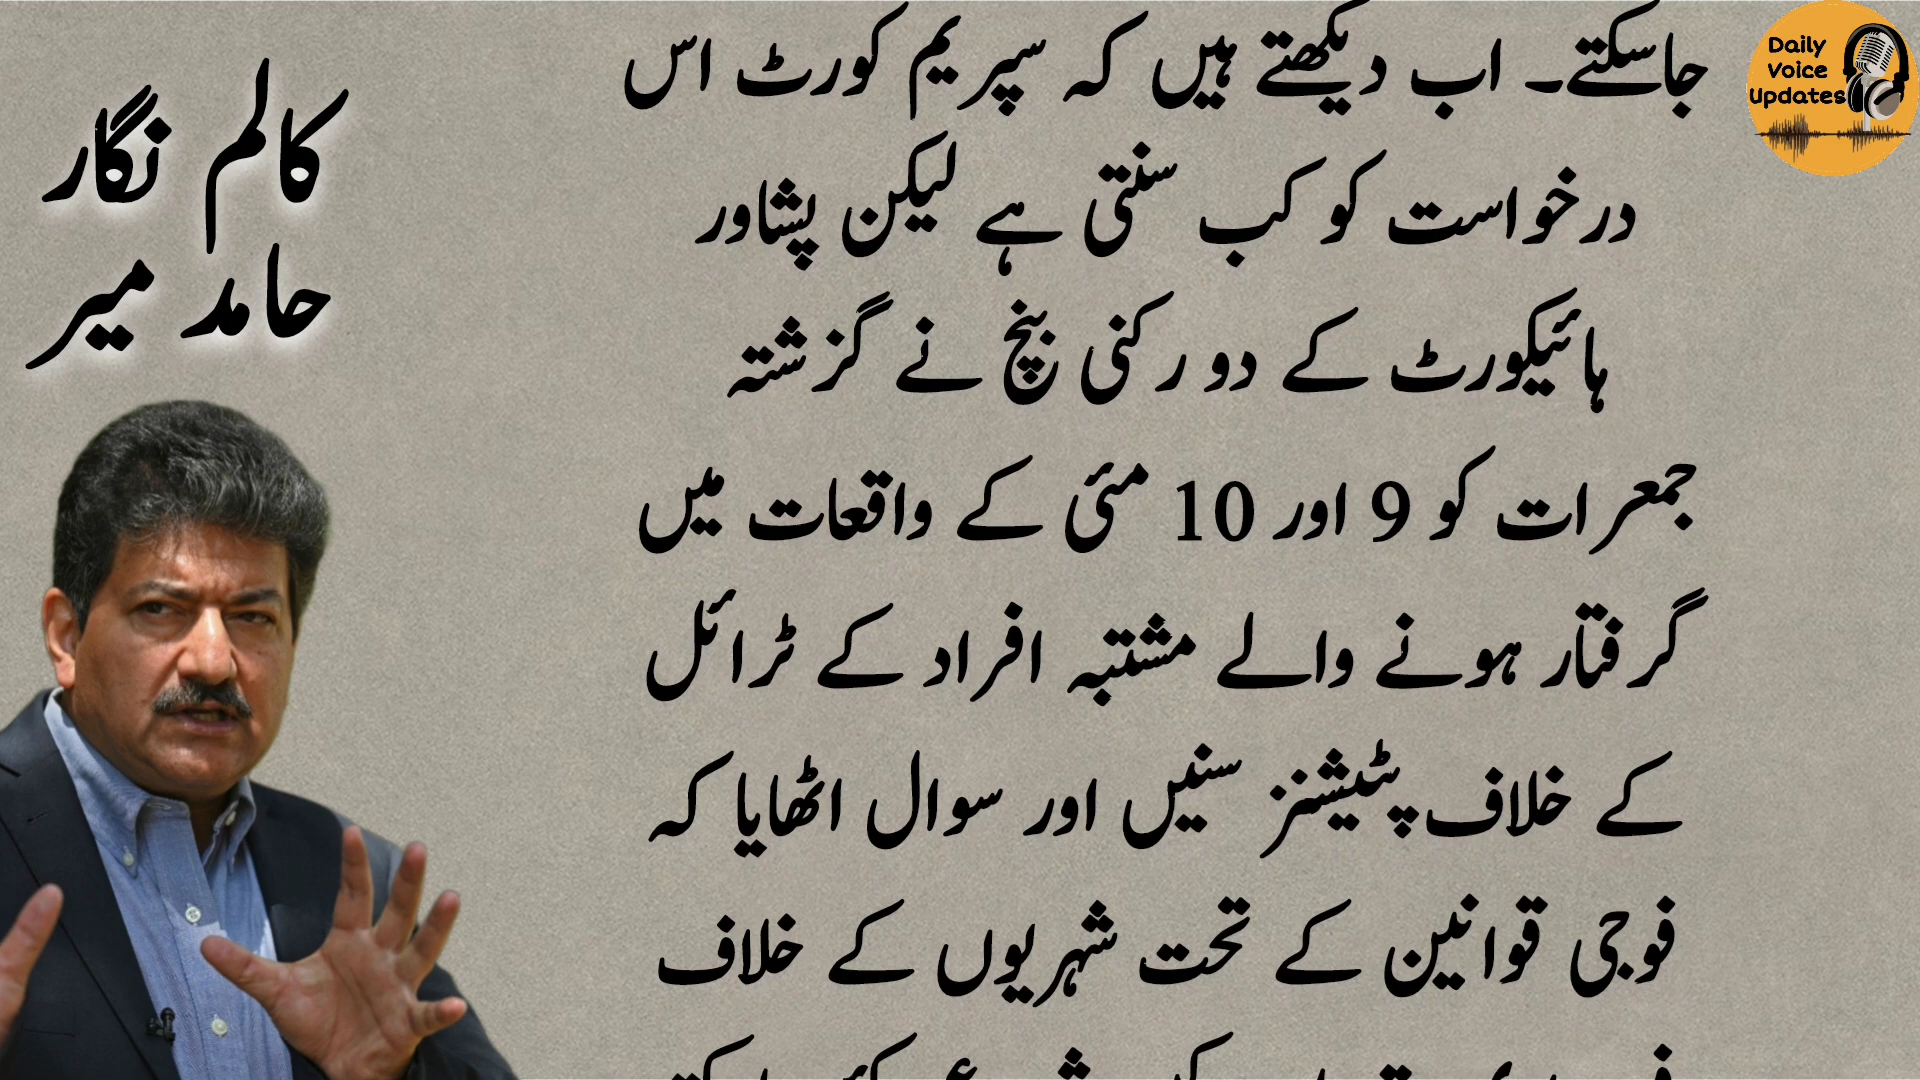 جاسکتے۔ اب دیکھتے ہیں کہ سپریم کورٹ اس
درخواست کو کب سنتی ہے لیکن پشاور
ہائیکورٹ کے دو رکنی بنچ نے گزشتہ
جمعرات کو 9 اور 10 مئی کے واقعات میں
گرفتار ہونے والے مشتبہ افراد کے ٹرائل
کے خلاف پٹیشنز سنیں اور سوال اٹھایا کہ
فوجی قوانین کے تحت شہریوں کے خلاف
کالم نگار
حامد میر
Daily
Voice
Updates